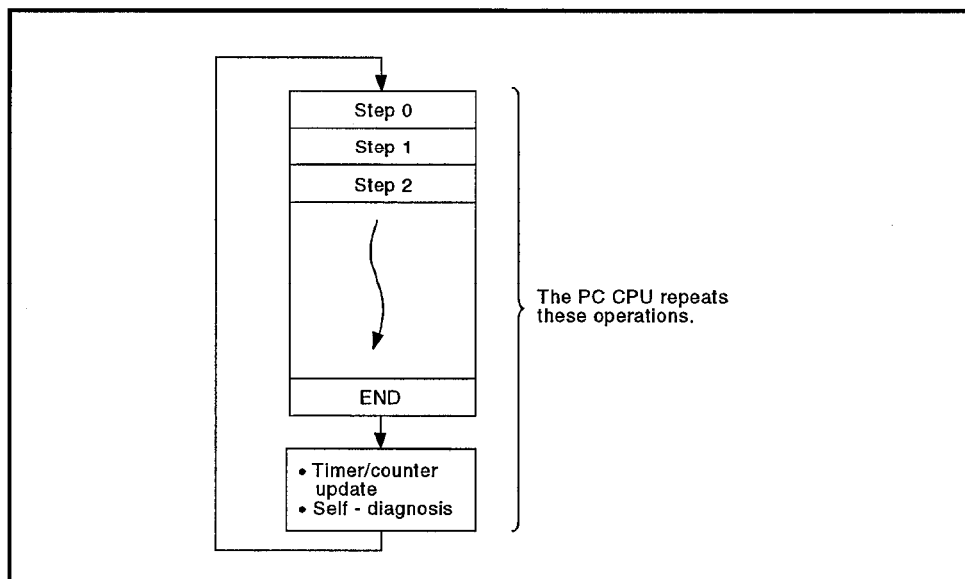 Step 0
Step 1
Step 2
END
• Timer/counter
update
• Self - diagnosis
The PC CPU repeats
these operations.